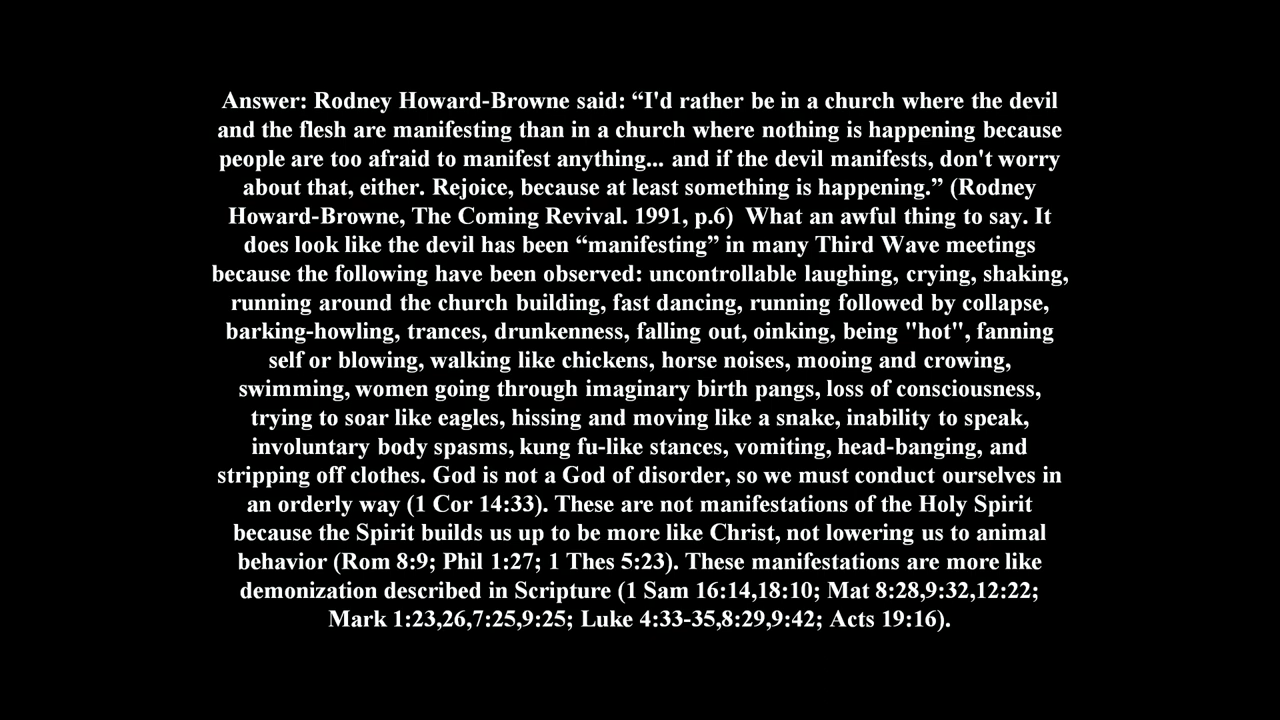 Answer: Rodney Howard-Browne said: “I'd rather be in a church where the devil
and the flesh are manifesting than in a church where nothing is happening because
people are too afraid to manifest anything... and if the devil manifests, don't worry
about that, either. Rejoice, because at least something is happening.” (Rodney
Howard-Browne, The Coming Revival. 1991, p.6)  What an awful thing to say. It
does look like the devil has been “manifesting” in many Third Wave meetings
because the following have been observed: uncontrollable laughing, crying, shaking,
running around the church building, fast dancing, running followed by collapse,
barking-howling, trances, drunkenness, falling out, oinking, being "hot", fanning
self or blowing, walking like chickens, horse noises, mooing and crowing,
swimming, women going through imaginary birth pangs, loss of consciousness,
trying to soar like eagles, hissing and moving like a snake, inability to speak,
involuntary body spasms, kung fu-like stances, vomiting, head-banging, and
stripping off clothes. God is not a God of disorder, so we must conduct ourselves in
an orderly way (1 Cor 14:33). These are not manifestations of the Holy Spirit
because the Spirit builds us up to be more like Christ, not lowering us to animal
behavior (Rom 8:9; Phil 1:27; 1 Thes 5:23). These manifestations are more like
demonization described in Scripture (1 Sam 16:14,18:10; Mat 8:28,9:32,12:22;
Mark 1:23,26,7:25,9:25; Luke 4:33-35,8:29,9:42; Acts 19:16).